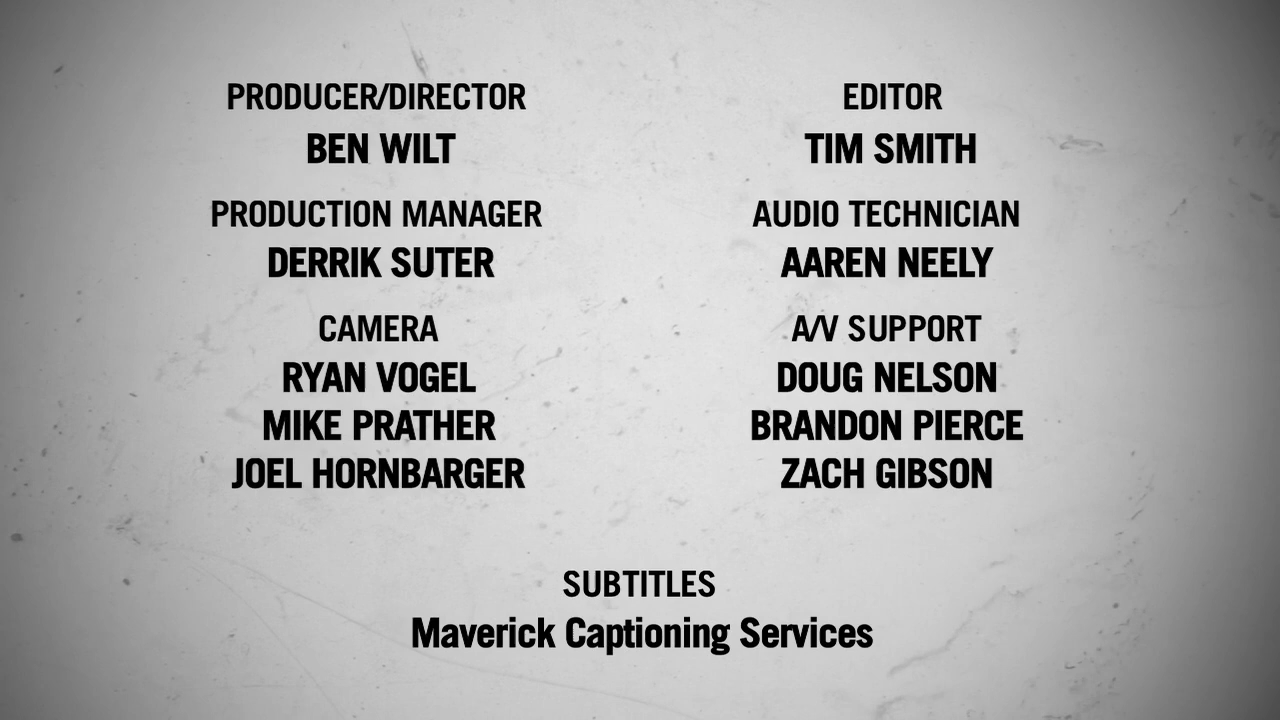 PRODUCER/DIRECTOR
BEN WILT
PRODUCTION MANAGER
DERRIK SUTER
CAMERA
RYAN VOGEL
MIKE PRATHER
JOEL HORNBARGER
EDITOR
TIM SMITH
AUDIO TECHNICIAN
AAREN NEELY
A/V SUPPORT
DOUG NELSON
BRANDON PIERCE
ZACH GIBSON
SUBTITLES
Maverick Captioning Services